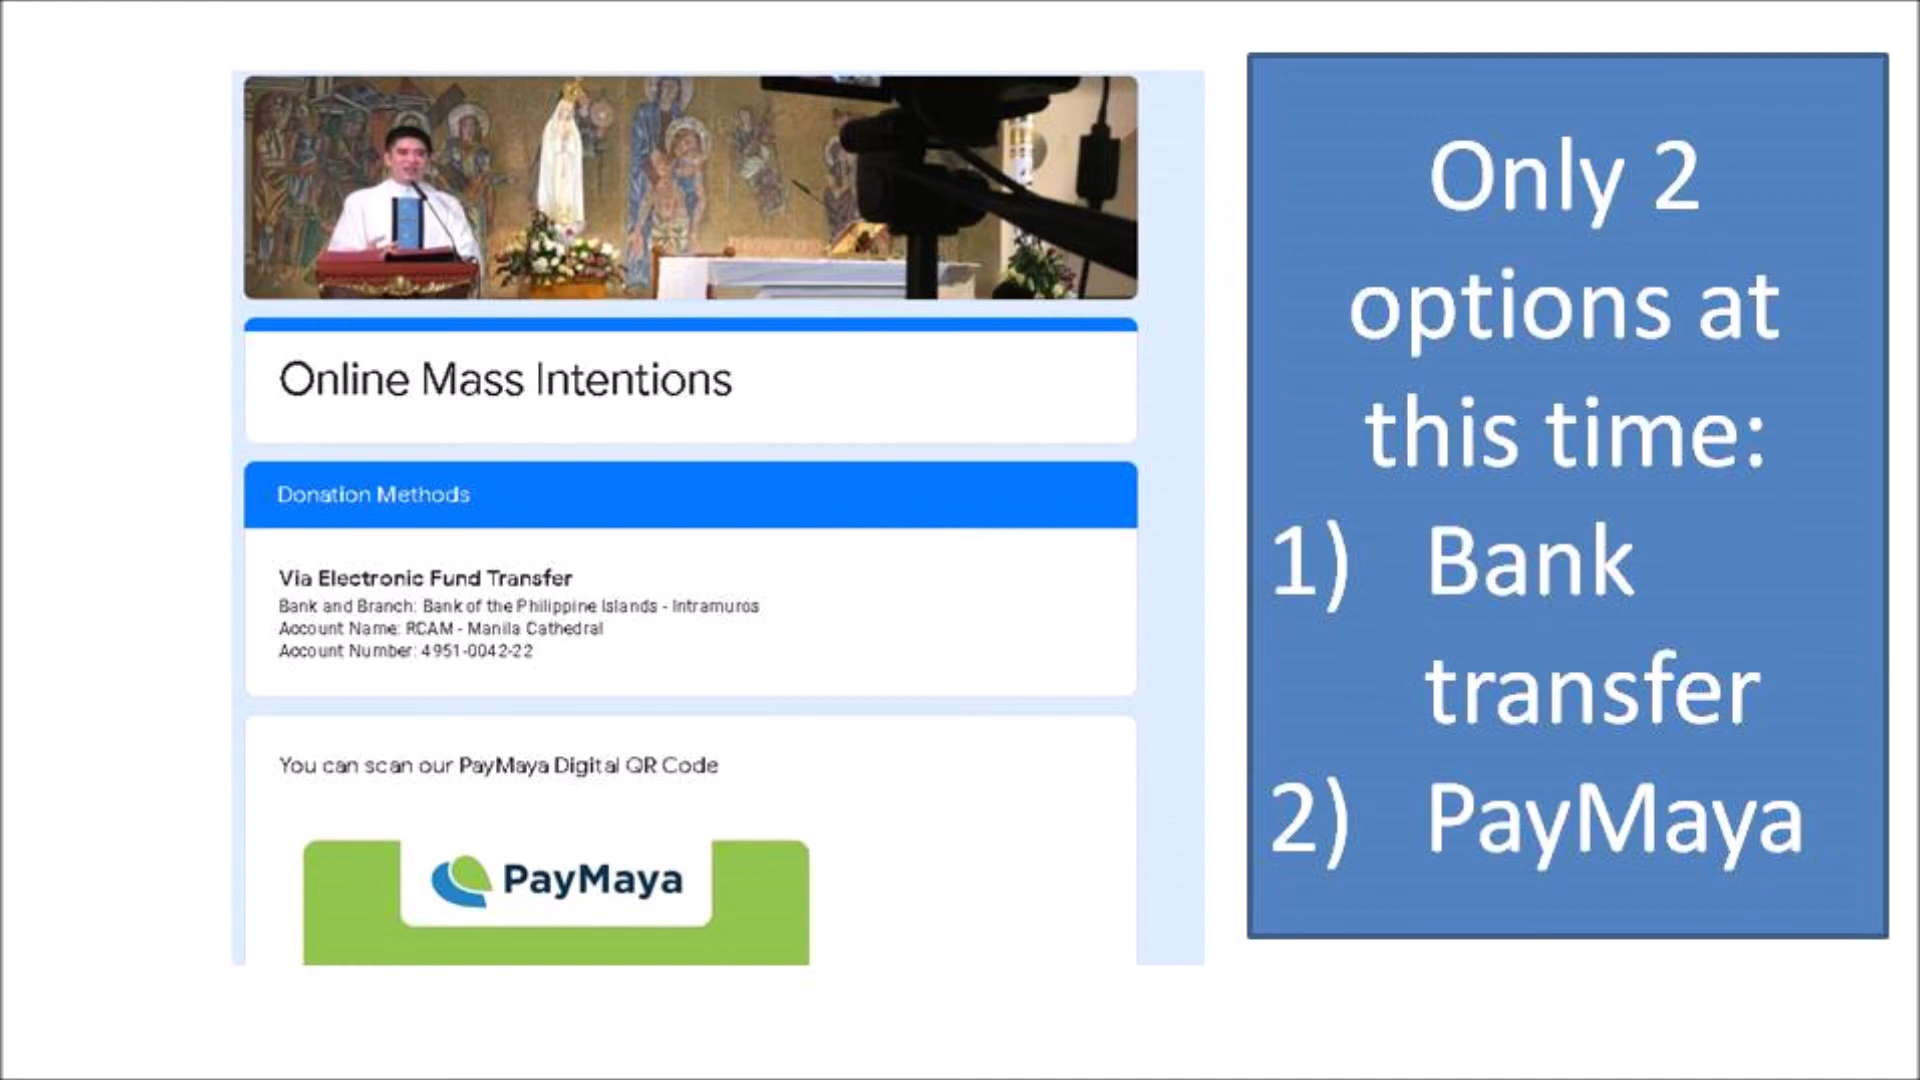 Online Mass Intentions
Donation Methods
Via Electronic Fund Transfer
Bank and Branch: Bank of the Philippine Islands - Intramuros
Account Name: RCAM - Manila Cathedral
Account Number: 4951-0042-22
You can scan our PayMaya Digital QR Code
PayMaya
Only 2
options at
this time:
1) Bank
transfer
2) PayMaya